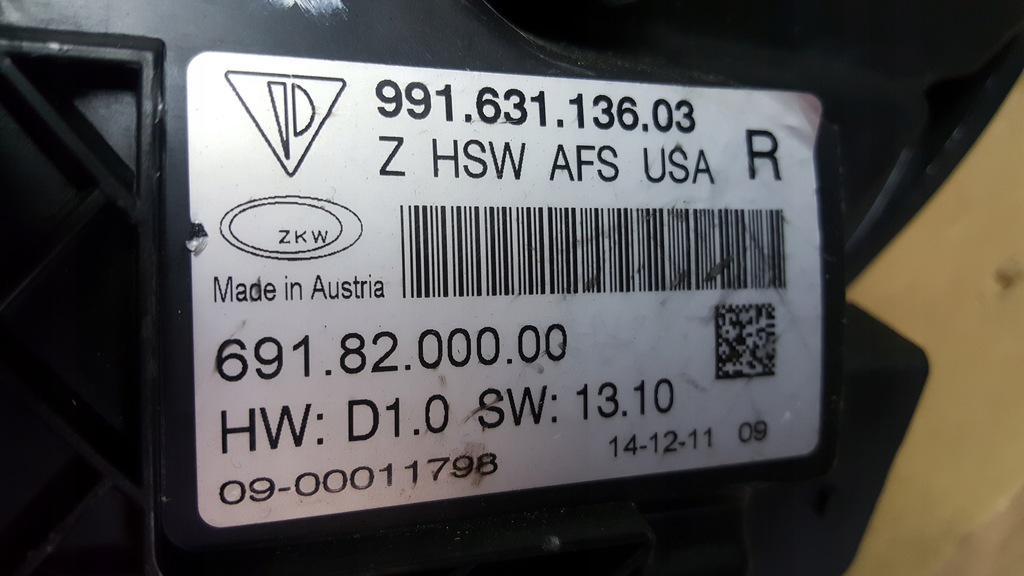 991.631.136.03
Z HSW AFS USA R
ZKW
Made in Austria
691.82.000.00
HW: D1.0 SW: 13.10
14-12-11 09
09-00011798